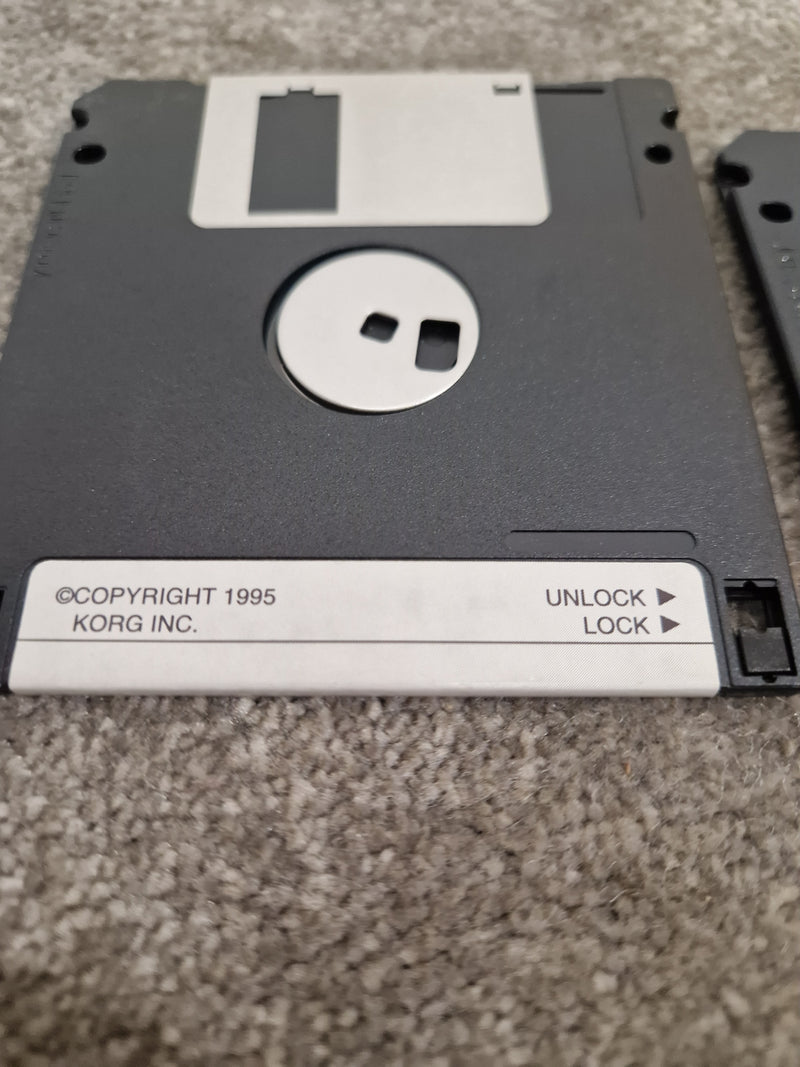 ©COPYRIGHT 1995
KORG INC.
UNLOCK ▶
LOCK ▶